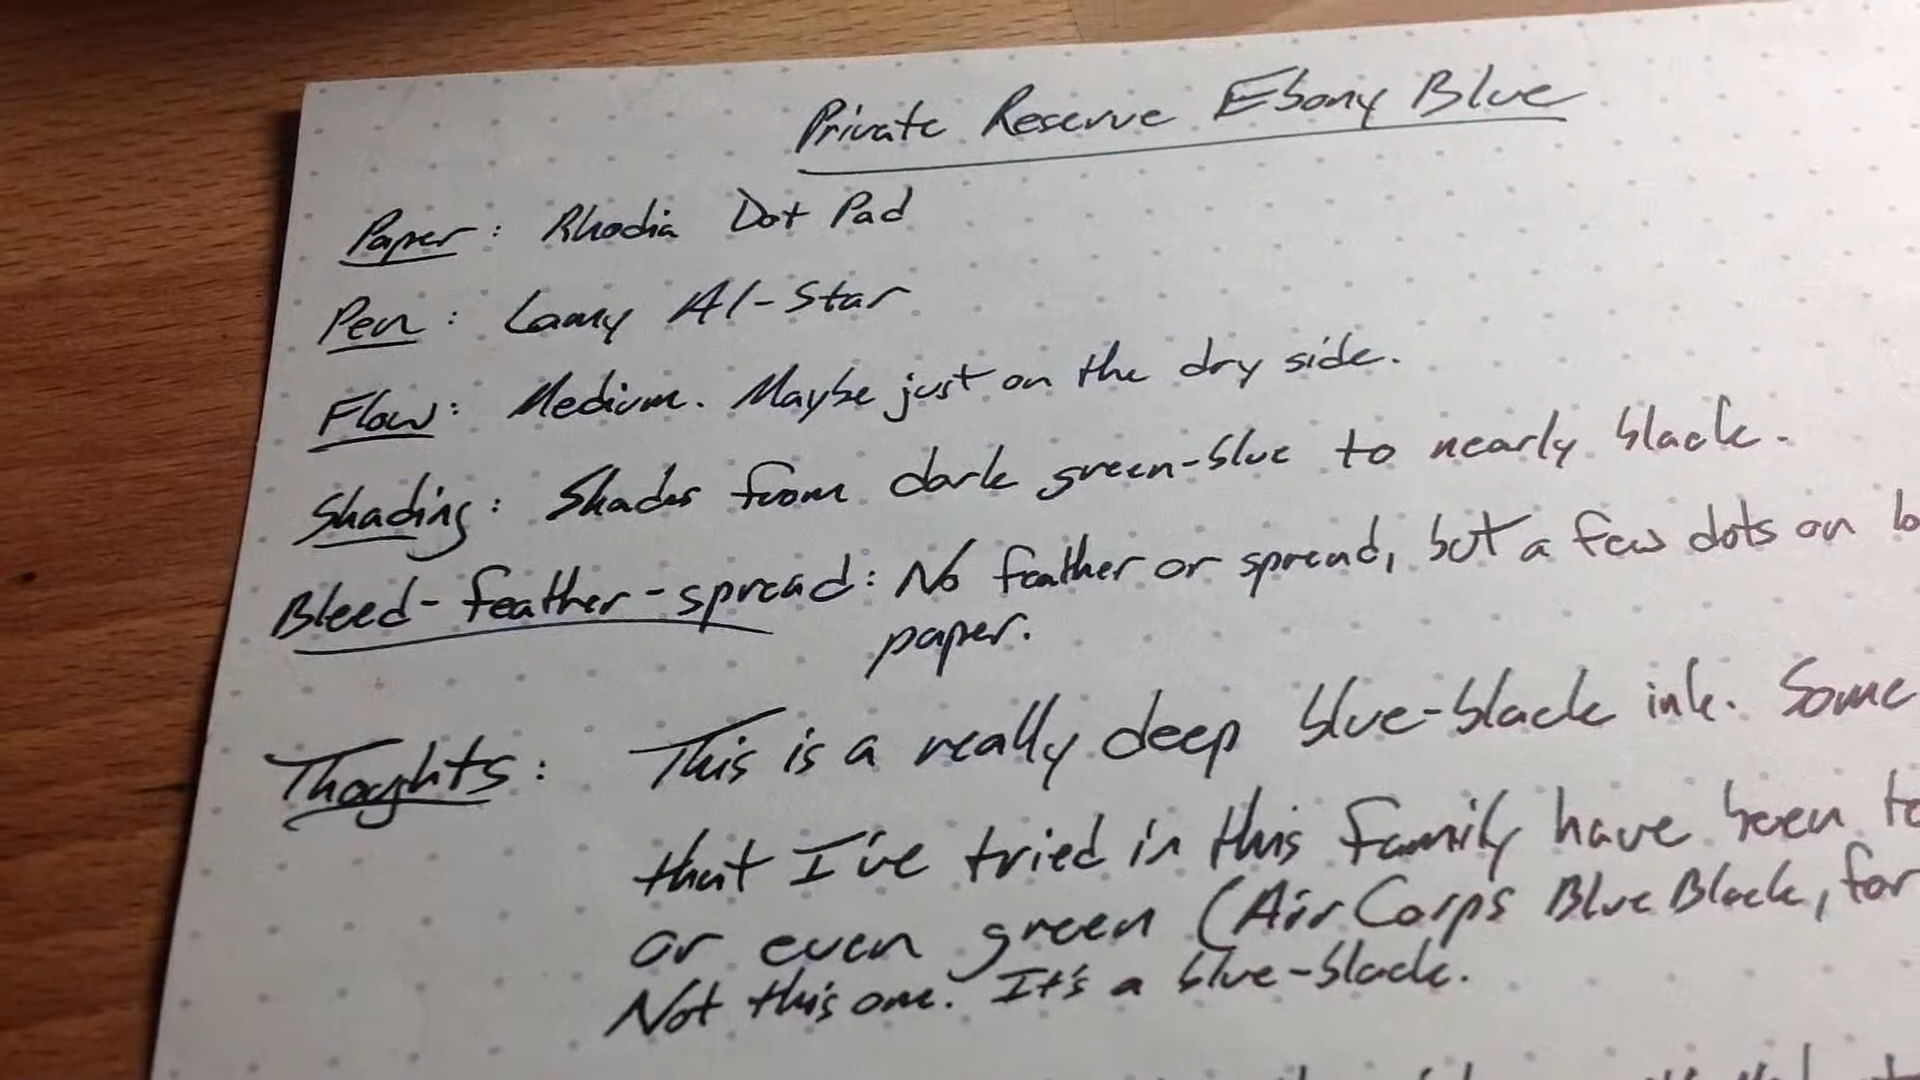 Private Reserve Ebony Blue
Paper: Rhodia Dot Pad
Pen: Lamy Al-Star
Flow: Medium. Maybe just on the dry side.
Shading: Shades from dark green-blue to nearly black.
Bleed-feather-spread: No feather or spread, but a few dots on
paper.
Thoghts: This is a really deep blue-black ink. Some
that I've tried in this family have been
or even green (Air Corps Blue Black, for
Not this one. It's a blue-black.